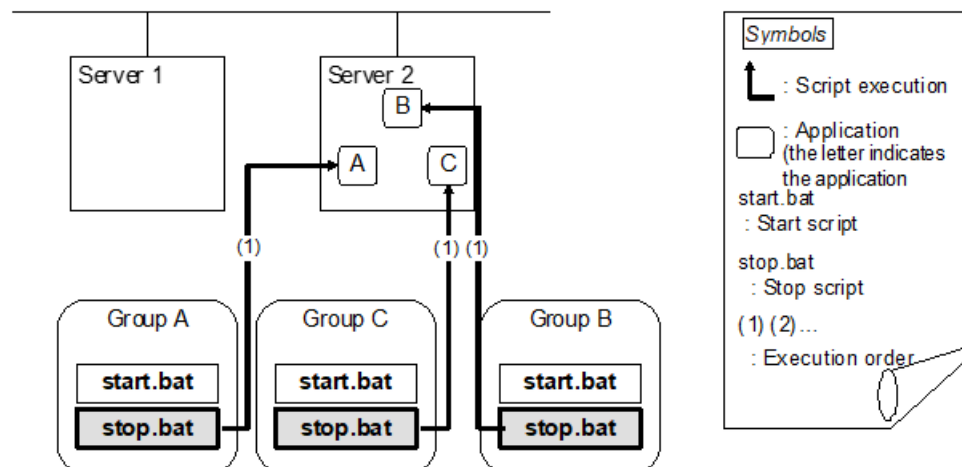 Server 1
Server 2
B
A
C
(1)
(1)
(1)
Group A
Group C
Group B
start.bat
start.bat
start.bat
stop.bat
stop.bat
stop.bat
Symbols
: Script execution
: Application
(the letter indicates
the application
start.bat
: Start script
stop.bat
: Stop script
(1) (2)...
: Execution order